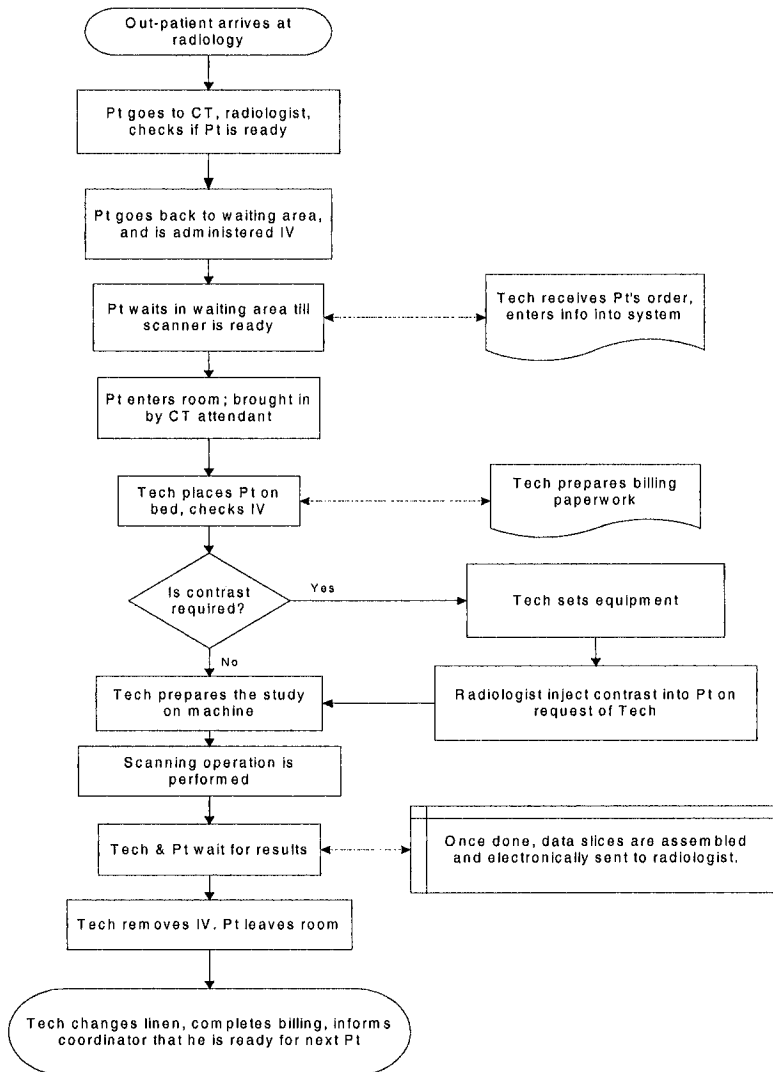 Out-patient arrives at
radiology
Pt goes to CT, radiologist,
checks if Pt is ready
Pt goes back to waiting area,
and is administered IV
Pt waits in waiting area till
scanner is ready
Tech receives Pt's order,
enters info into system
Pt enters room; brought in
by CT attendant
Tech places Pt on
bed, checks IV
Tech prepares billing
paperwork
Is contrast
required?
Yes
Tech sets equipment
No
Tech prepares the study
on machine
Radiologist inject contrast into Pt on
request of Tech
Scanning operation is
performed
Tech & Pt wait for results
Once done, data slices are assembled
and electronically sent to radiologist.
Tech removes IV. Pt leaves room
Tech changes linen, completes billing, informs
coordinator that he is ready for next Pt